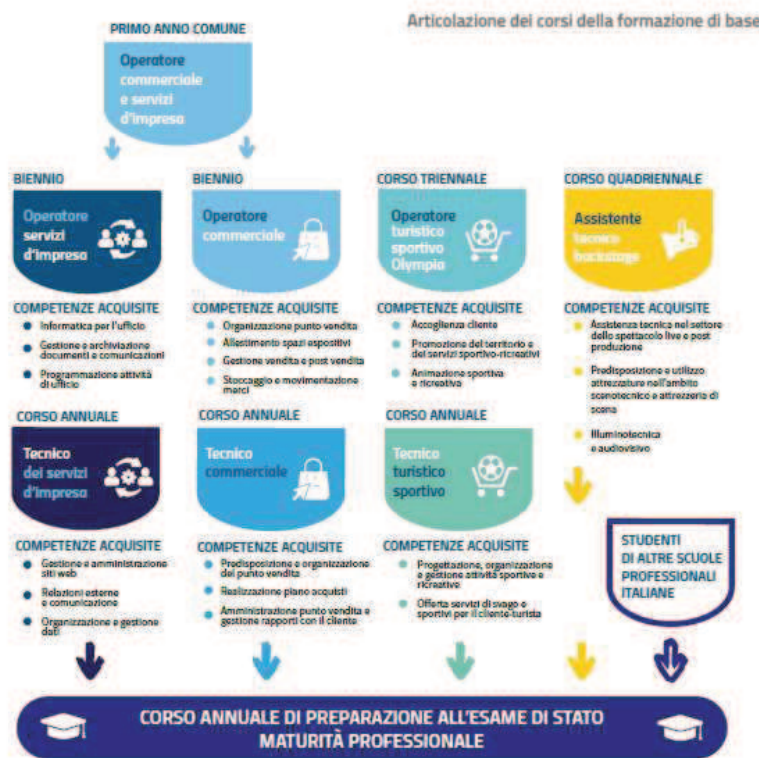 Articolazione dei corsi della formazione di base
PRIMO ANNO COMUNE
Operatore
commerciale
e servizi
d'impresa
BIENNIO
Operatore
servizi
d'impresa
COMPETENZE ACQUISITE
Informatica per l'ufficio
Gestione e archiviazione
documenti e comunicazioni
Programmazione attività
di ufficio
BIENNIO
Operatore
commerciale
COMPETENZE ACQUISITE
Organizzazione punto vendita
Allestimento spazi espositivi
Gestione vendita e post vendita
Stoccaggio e movimentazione
merci
CORSO TRIENNALE
Operatore
turistico
sportivo
Olympia
COMPETENZE ACQUISITE
Accoglienza cliente
Promozione del territorio e
dei servizi sportivo-ricreativi
Animazione sportiva
e ricreativa
CORSO QUADRIENNALE
Assistente
tecnico
backstage
COMPETENZE ACQUISITE
Assistenza tecnica nel settore
dello spettacolo live e post
produzione
Predisposizione e utilizzo
attrezzature nell'ambito
scenotecnico e attrezzeria di
scena
Illuminotecnica
e audiovisivo
CORSO ANNUALE
Tecnico
dei servizi
d'impresa
COMPETENZE ACQUISITE
Gestione e amministrazione
siti web
Relazioni esterne
e comunicazione
Organizzazione e gestione
dati
CORSO ANNUALE
Tecnico
commerciale
COMPETENZE ACQUISITE
Predisposizione e organizzazione
del punto vendita
Realizzazione piano acquisti
Amministrazione punto vendita e
gestione rapporti con il cliente
CORSO ANNUALE
Tecnico
turistico
sportivo
COMPETENZE ACQUISITE
Progettazione, organizzazione
e gestione attività sportive e
ricreative
Offerta servizi di svago e
sportivi per il cliente-turista
STUDENTI
DI ALTRE SCUOLE
PROFESSIONALI
ITALIANE
CORSO ANNUALE DI PREPARAZIONE ALL'ESAME DI STATO
MATURITÀ PROFESSIONALE